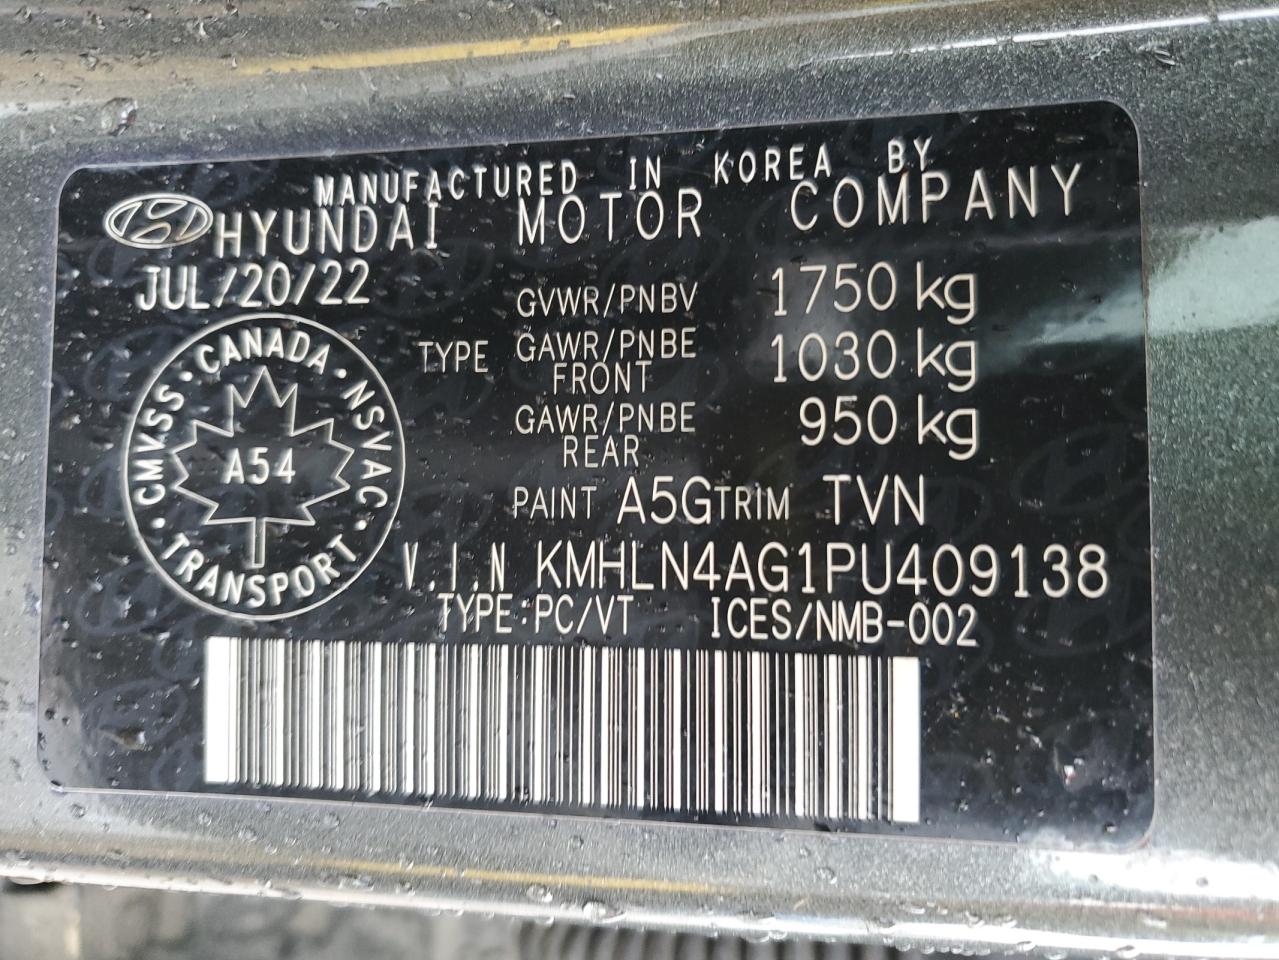 MANUFACTURED IN KOREA BY
HYUNDAI MOTOR COMPANY
JUL/20/22
GVWR/PNBV 1750 kg
TYPE GAWR/PNBE FRONT 1030 kg
GAWR/PNBE REAR 950 kg
PAINT A5G TRIM TVN
V.I.N KMHLN4AG1PU409138
TYPE:PC/VT ICES/NMB-002
CMVSS · CANADA · NSVAC · TRANSPORT ·
A54